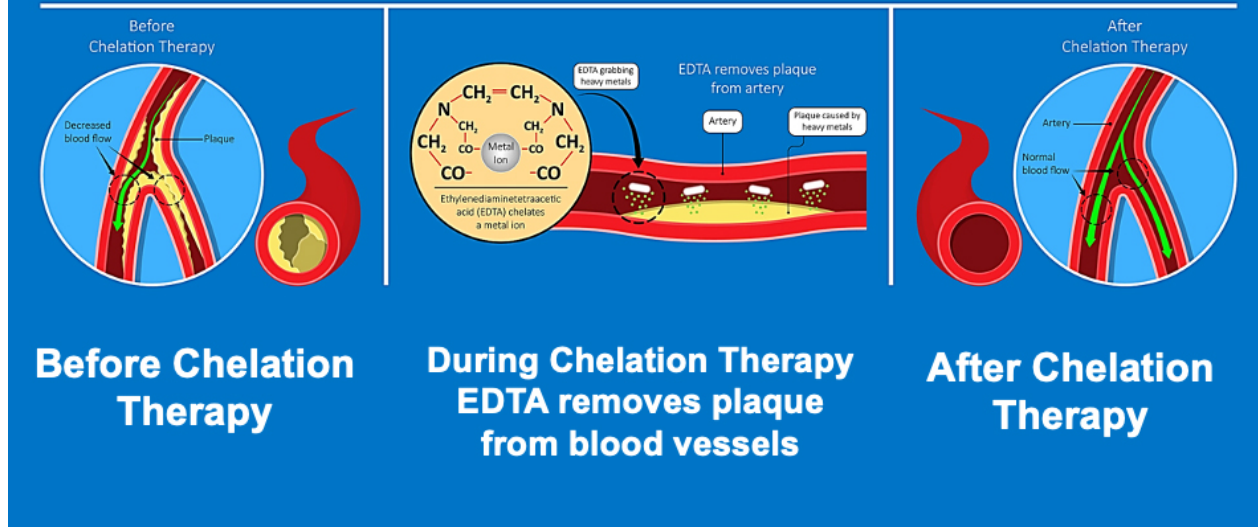 Before
Chelation Therapy
Decreased
blood flow
Plaque
EDTA grabbing
heavy metals
EDTA removes plaque
from artery
Artery
Plaque caused by
heavy metals
CH₂
CH₂
N
N
CH₂
CH₂
CH₂
CH₂
CO-
Metal
Ion
CO-
CO-
-CO
Ethylenediaminetetraacetic
acid (EDTA) chelates
a metal ion
After
Chelation Therapy
Artery
Normal
blood flow
Before Chelation
Therapy
During Chelation Therapy
EDTA removes plaque
from blood vessels
After Chelation
Therapy